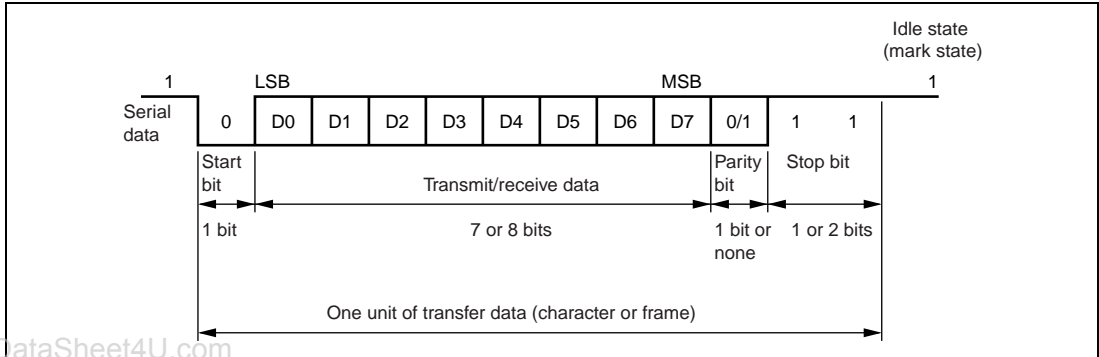 Idle state
(mark state)
1 LSB MSB 1
Serial
data
0 D0 D1 D2 D3 D4 D5 D6 D7 0/1 1 1
Start
bit
Transmit/receive data
Parity
bit
Stop bit
1 bit
7 or 8 bits
1 bit or
none
1 or 2 bits
One unit of transfer data (character or frame)
DataSheet4U.com